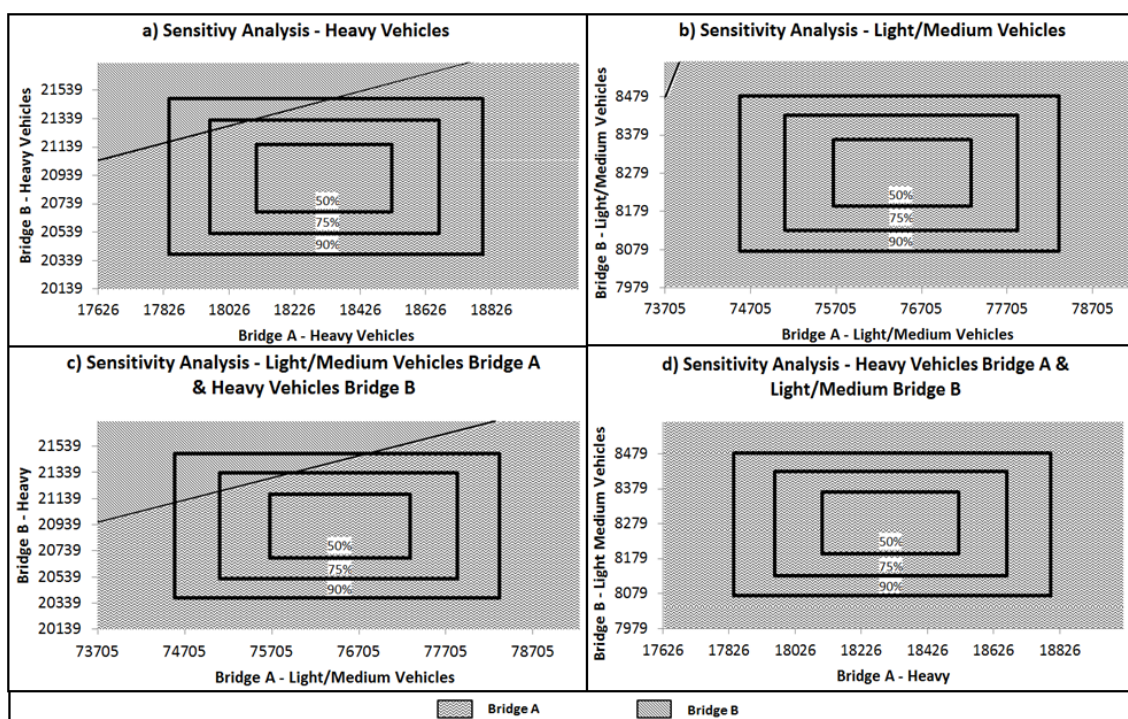 a) Sensitivy Analysis - Heavy Vehicles
Bridge B - Heavy Vehicles
21539
21339
21139
20939
20739
20539
20339
20139
50%
75%
90%
17626 17826 18026 18226 18426 18626 18826
Bridge A - Heavy Vehicles
b) Sensitivity Analysis - Light/Medium Vehicles
Bridge B - Light/Medium Vehicles
8479
8379
8279
8179
8079
7979
50%
75%
90%
73705 74705 75705 76705 77705 78705
Bridge A - Light/Medium Vehicles
c) Sensitivity Analysis - Light/Medium Vehicles Bridge A
& Heavy Vehicles Bridge B
Bridge B - Heavy
21539
21339
21139
20939
20739
20539
20339
20139
50%
75%
90%
73705 74705 75705 76705 77705 78705
Bridge A - Light/Medium Vehicles
d) Sensitivity Analysis - Heavy Vehicles Bridge A &
Light/Medium Bridge B
Bridge B - Light Medium Vehicles
8479
8379
8279
8179
8079
7979
50%
75%
90%
17626 17826 18026 18226 18426 18626 18826
Bridge A - Heavy
Bridge A Bridge B